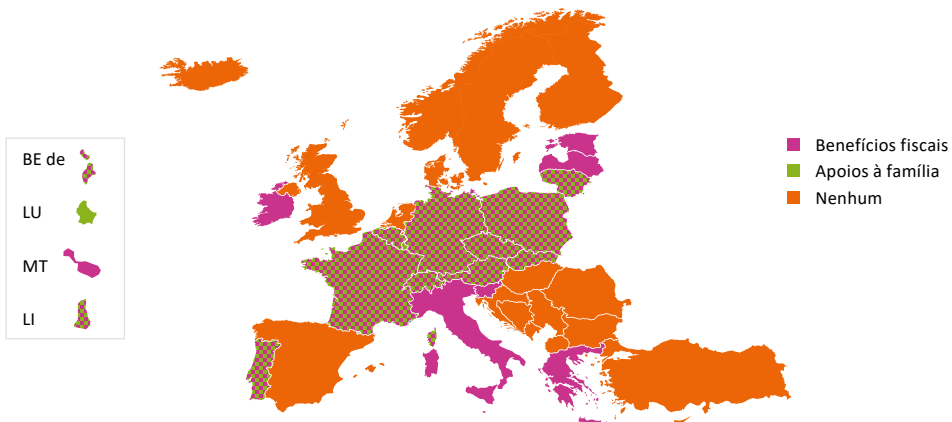 BE de
LU
MT
LI
Benefícios fiscais
Apoios à família
Nenhum